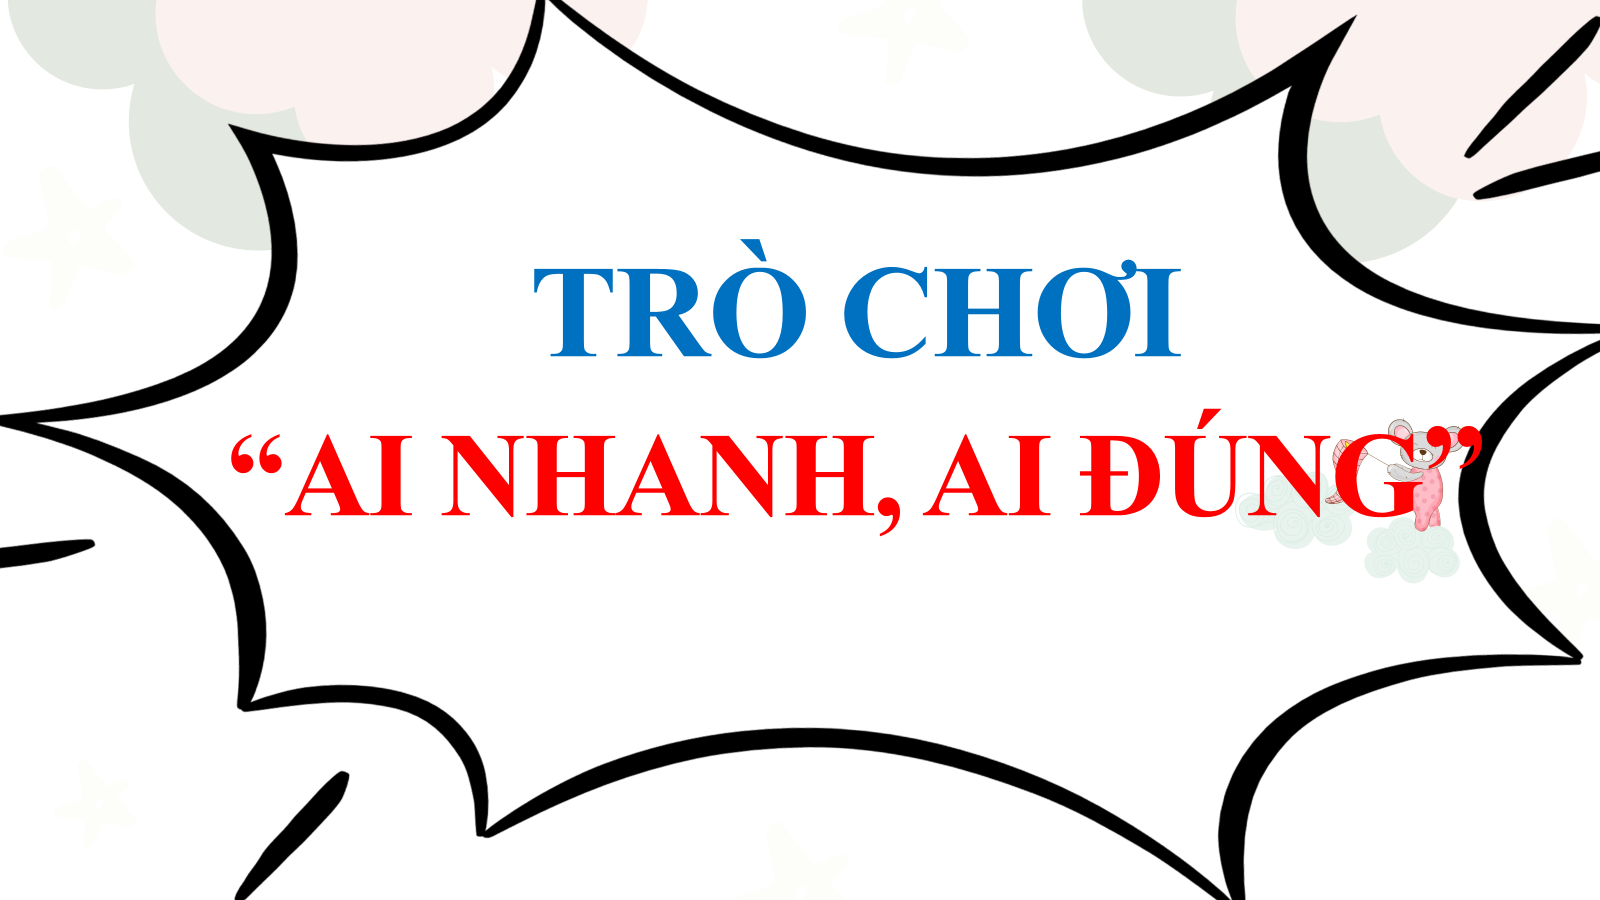 TRÒ CHƠI
“AI NHANH, AI ĐÚNG”